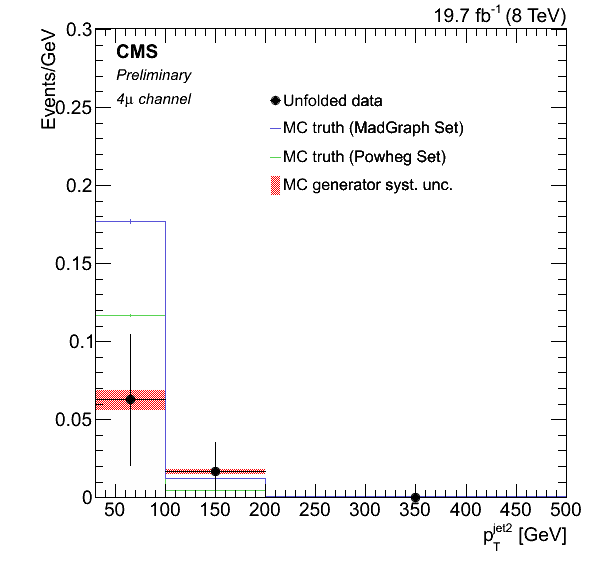 19.7 fb⁻¹ (8 TeV)
Events/GeV
CMS
Preliminary
4μ channel
Unfolded data
MC truth (MadGraph Set)
MC truth (Powheg Set)
MC generator syst. unc.
0.3
0.25
0.2
0.15
0.1
0.05
0
50 100 150 200 250 300 350 400 450 500
p_T^jet2 [GeV]